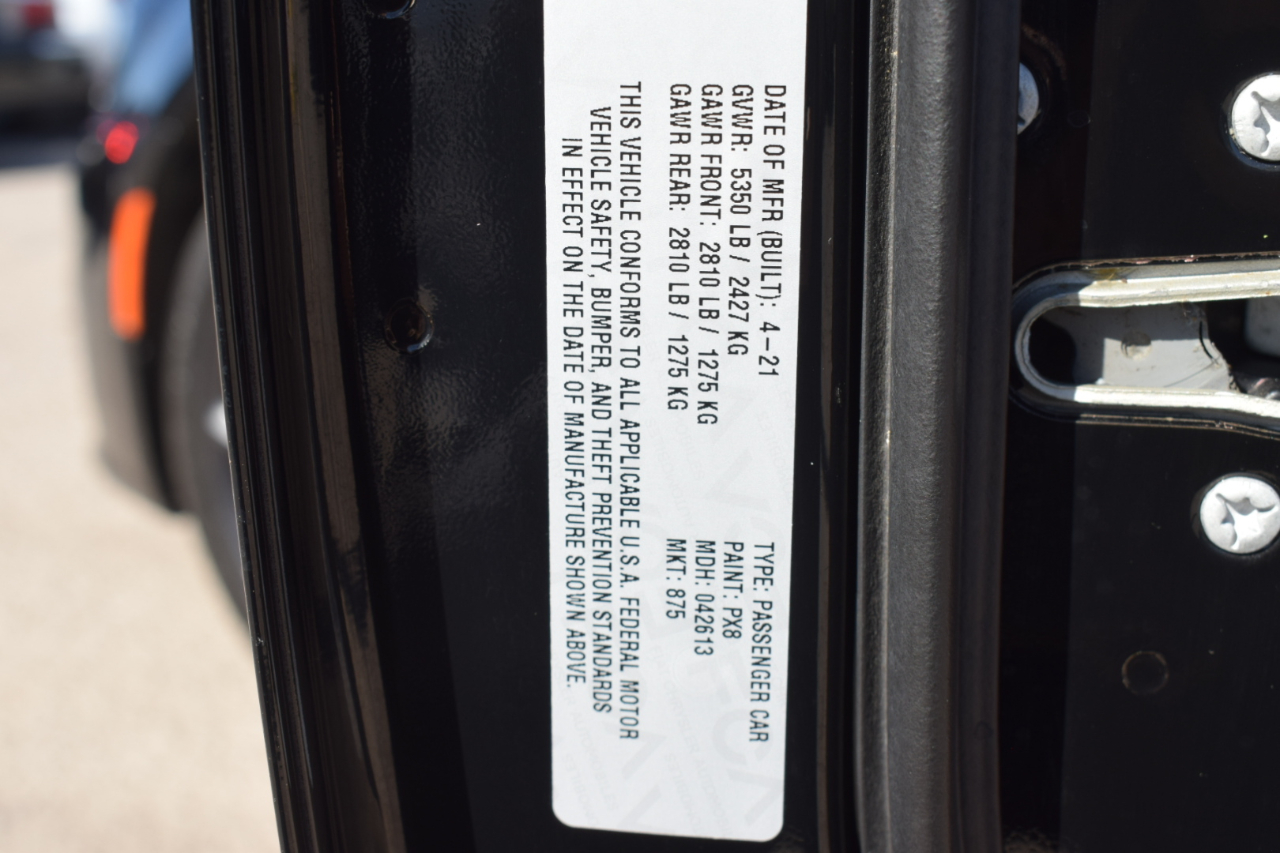 DATE OF MFR (BUILT): 4-21
GVWR: 5350 LB / 2427 KG
GAWR FRONT: 2810 LB / 1275 KG
GAWR REAR: 2810 LB / 1275 KG
TYPE: PASSENGER CAR
PAINT: PX8
MDH: 042613
MKT: 875
THIS VEHICLE CONFORMS TO ALL APPLICABLE U.S.A. FEDERAL MOTOR
VEHICLE SAFETY, BUMPER, AND THEFT PREVENTION STANDARDS
IN EFFECT ON THE DATE OF MANUFACTURE SHOWN ABOVE.